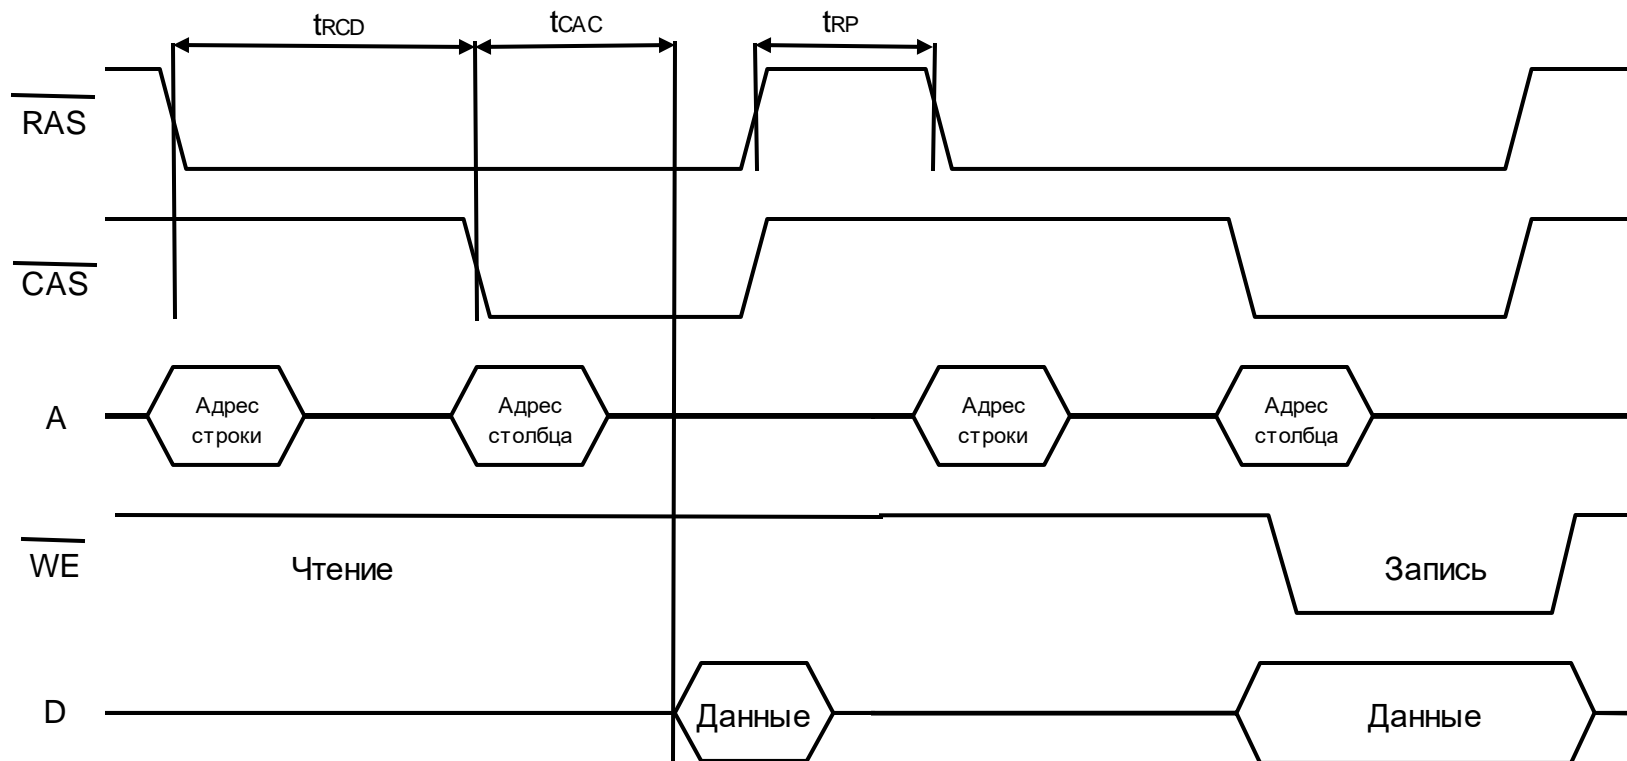 tRCD
tCAC
tRP
RAS
CAS
A
Адрес
строки
Адрес
столбца
Адрес
строки
Адрес
столбца
WE
Чтение
Запись
D
Данные
Данные